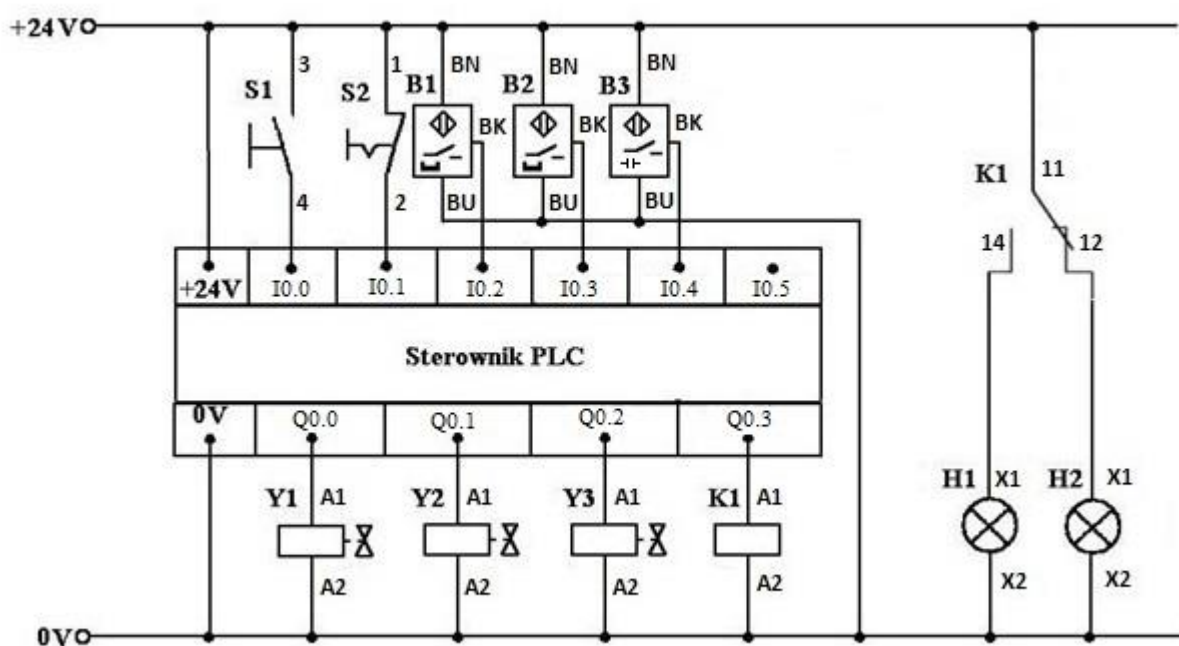 +24V
3 1 BN BN BN
S1 S2 B1 B2 B3
BK BK BK
K1 11
4 2 BU BU BU
14 12
+24V I0.0 I0.1 I0.2 I0.3 I0.4 I0.5
Sterownik PLC
0V Q0.0 Q0.1 Q0.2 Q0.3
Y1 A1 Y2 A1 Y3 A1 K1 A1
H1 X1 H2 X1
A2 A2 A2 A2
X2 X2
0V